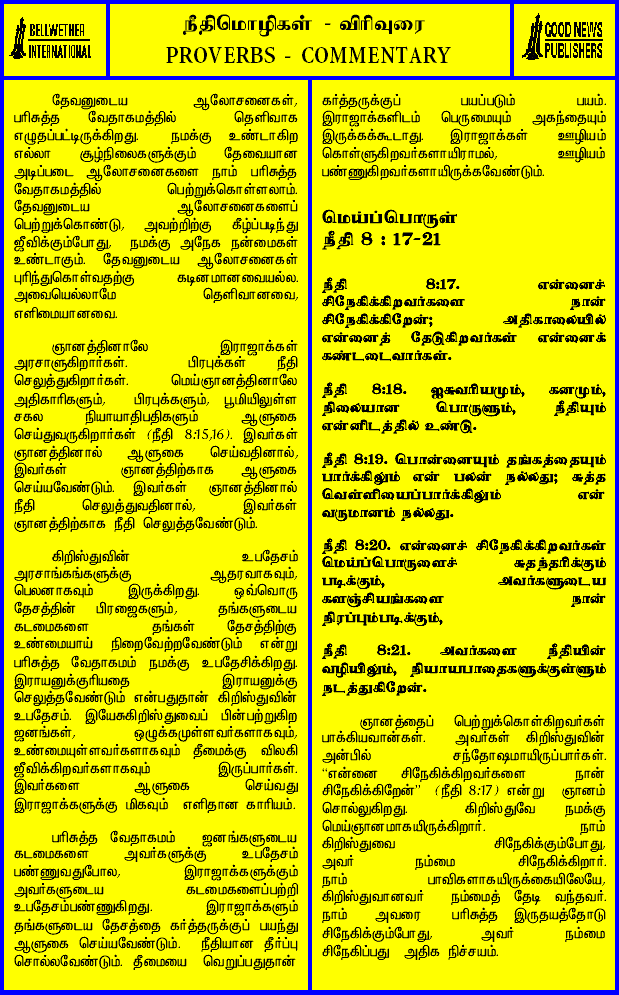 BELLWETHER
INTERNATIONAL
நீதிமொழிகள் - விரிவுரை
PROVERBS - COMMENTARY
GOOD NEWS
PUBLISHERS
தேவனுடைய ஆலோசனைகள்,
பரிசுத்த வேதாகமத்தில் தெளிவாக
எழுதப்பட்டிருக்கிறது. நமக்கு உண்டாகிற
எல்லா சூழ்நிலைகளுக்கும் தேவையான
அடிப்படை ஆலோசனைகளை நாம் பரிசுத்த
வேதாகமத்தில் பெற்றுக்கொள்ளலாம்.
தேவனுடைய ஆலோசனைகளைப்
பெற்றுக்கொண்டு, அவற்றிற்கு கீழ்ப்படிந்து
ஜீவிக்கும்போது, நமக்கு அநேக நன்மைகள்
உண்டாகும். தேவனுடைய ஆலோசனைகள்
புரிந்துகொள்வதற்கு கடினமானவையல்ல.
அவையெல்லாமே தெளிவானவை,
எளிமையானவை.
ஞானத்தினாலே இராஜாக்கள்
அரசாளுகிறார்கள். பிரபுக்கள் நீதி
செலுத்துகிறார்கள். மெய்ஞானத்தினாலே
அதிகாரிகளும், பிரபுக்களும், பூமியிலுள்ள
சகல நியாயாதிபதிகளும் ஆளுகை
செய்துவருகிறார்கள் (நீதி 8:15,16). இவர்கள்
ஞானத்தினால் ஆளுகை செய்வதினால்,
இவர்கள் ஞானத்திற்காக ஆளுகை
செய்யவேண்டும். இவர்கள் ஞானத்தினால்
நீதி செலுத்துவதினால், இவர்கள்
ஞானத்திற்காக நீதி செலுத்தவேண்டும்.
கிறிஸ்துவின் உபதேசம்
அரசாங்கங்களுக்கு ஆதரவாகவும்,
பெலனாகவும் இருக்கிறது. ஒவ்வொரு
தேசத்தின் பிரஜைகளும், தங்களுடைய
கடமைகளை தங்கள் தேசத்திற்கு
உண்மையாய் நிறைவேற்றவேண்டும் என்று
பரிசுத்த வேதாகமம் நமக்கு உபதேசிக்கிறது.
இராயனுக்குரியதை இராயனுக்கு
செலுத்தவேண்டும் என்பதுதான் கிறிஸ்துவின்
உபதேசம். இயேசுகிறிஸ்துவைப் பின்பற்றுகிற
ஜனங்கள், ஒழுக்கமுள்ளவர்களாகவும்,
உண்மையுள்ளவர்களாகவும் தீமைக்கு விலகி
ஜீவிக்கிறவர்களாகவும் இருப்பார்கள்.
இவர்களை ஆளுகை செய்வது
இராஜாக்களுக்கு மிகவும் எளிதான காரியம்.
பரிசுத்த வேதாகமம் ஜனங்களுடைய
கடமைகளை அவர்களுக்கு உபதேசம்
பண்ணுவதுபோல, இராஜாக்களுக்கும்
அவர்களுடைய கடமைகளைப்பற்றி
உபதேசம்பண்ணுகிறது. இராஜாக்களும்
தங்களுடைய தேசத்தை கர்த்தருக்குப் பயந்து
ஆளுகை செய்யவேண்டும். நீதியான தீர்ப்பு
சொல்லவேண்டும். தீமையை வெறுப்பதுதான்
கர்த்தருக்குப் பயப்படும் பயம்.
இராஜாக்களிடம் பெருமையும் அகந்தையும்
இருக்கக்கூடாது. இராஜாக்கள் ஊழியம்
கொள்ளுகிறவர்களாயிராமல், ஊழியம்
பண்ணுகிறவர்களாயிருக்கவேண்டும்.
மெய்ப்பொருள்
நீதி 8 : 17-21
நீதி 8:17. என்னைச்
சிநேகிக்கிறவர்களை நான்
சிநேகிக்கிறேன்; அதிகாலையில்
என்னைத் தேடுகிறவர்கள் என்னைக்
கண்டடைவார்கள்.
நீதி 8:18. ஐசுவரியமும், கனமும்,
நிலையான பொருளும், நீதியும்
என்னிடத்தில் உண்டு.
நீதி 8:19. பொன்னையும் தங்கத்தையும்
பார்க்கிலும் என் பலன் நல்லது; சுத்த
வெள்ளியைப்பார்க்கிலும் என்
வருமானம் நல்லது.
நீதி 8:20. என்னைச் சிநேகிக்கிறவர்கள்
மெய்ப்பொருளைச் சுதந்தரிக்கும்
படிக்கும், அவர்களுடைய
களஞ்சியங்களை நான்
நிரப்பும்படிக்கும்,
நீதி 8:21. அவர்களை நீதியின்
வழியிலும், நியாயபாதைகளுக்குள்ளும்
நடத்துகிறேன்.
ஞானத்தைப் பெற்றுக்கொள்கிறவர்கள்
பாக்கியவான்கள். அவர்கள் கிறிஸ்துவின்
அன்பில் சந்தோஷமாயிருப்பார்கள்.
“என்னை சிநேகிக்கிறவர்களை நான்
சிநேகிக்கிறேன்” (நீதி 8:17) என்று ஞானம்
சொல்லுகிறது. கிறிஸ்துவே நமக்கு
மெய்ஞானமாகயிருக்கிறார். நாம்
கிறிஸ்துவை சிநேகிக்கும்போது,
அவர் நம்மை சிநேகிக்கிறார்.
நாம் பாவிகளாகயிருக்கையிலேயே,
கிறிஸ்துவானவர் நம்மைத் தேடி வந்தவர்.
நாம் அவரை பரிசுத்த இருதயத்தோடு
சிநேகிக்கும்போது, அவர் நம்மை
சிநேகிப்பது அதிக நிச்சயம்.